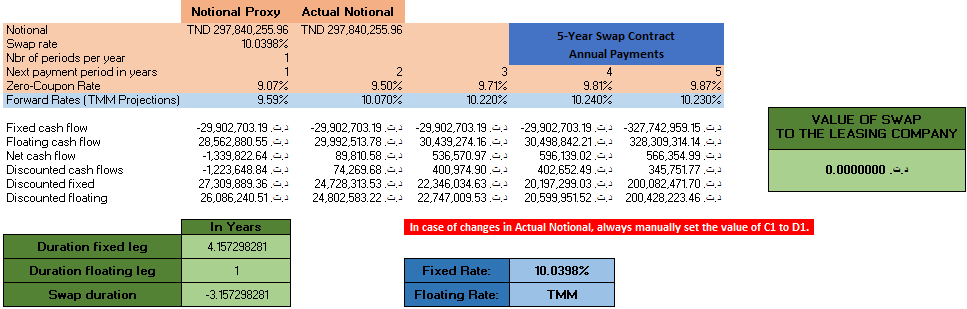 Notional Proxy Actual Notional
Notional TND 297,840,255.96 TND 297,840,255.96
Swap rate 10.0398%
5-Year Swap Contract
Annual Payments
Nbr of periods per year 1
Next payment period in years 1 2 3 4 5
Zero-Coupon Rate 9.07% 9.50% 9.71% 9.81% 9.87%
Forward Rates (TMM Projections) 9.59% 10.070% 10.220% 10.240% 10.230%
Fixed cash flow -29,902,703.19 د.ت. -29,902,703.19 د.ت. -29,902,703.19 د.ت. -29,902,703.19 د.ت. -327,742,959.15 د.ت.
Floating cash flow 28,562,880.55 د.ت. 29,992,513.78 د.ت. 30,439,274.16 د.ت. 30,498,842.21 د.ت. 328,309,314.14 د.ت.
Net cash flow -1,339,822.64 د.ت. 89,810.58 د.ت. 536,570.97 د.ت. 596,139.02 د.ت. 566,354.99 د.ت.
Discounted cash flows -1,223,648.84 د.ت. 74,269.68 د.ت. 400,974.90 د.ت. 402,652.49 د.ت. 345,751.77 د.ت.
Discounted fixed 27,309,889.36 د.ت. 24,728,313.53 د.ت. 22,346,034.63 د.ت. 20,197,299.03 د.ت. 200,082,471.70 د.ت.
Discounted floating 26,086,240.51 د.ت. 24,802,583.22 د.ت. 22,747,009.53 د.ت. 20,599,951.52 د.ت. 200,428,223.46 د.ت.
VALUE OF SWAP
TO THE LEASING COMPANY
0.0000000 د.ت.
In Years
Duration fixed leg 4.157298281
Duration floating leg 1
Swap duration -3.157298281
In case of changes in Actual Notional, always manually set the value of C1 to D1.
Fixed Rate: 10.0398%
Floating Rate: TMM